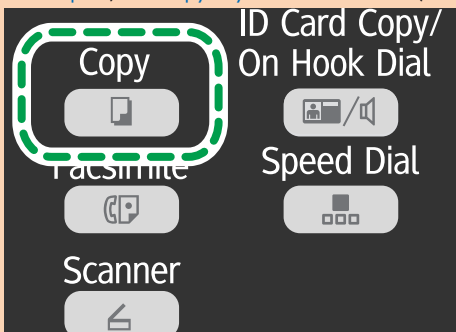 Copy
ID Card Copy/
On Hook Dial
Facsimile
Speed Dial
Scanner